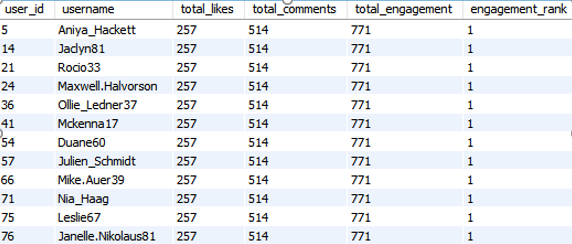 user_id username total_likes total_comments total_engagement engagement_rank
5 Aniya_Hackett 257 514 771 1
14 Jaclyn81 257 514 771 1
21 Rocio33 257 514 771 1
24 Maxwell.Halvorson 257 514 771 1
36 Ollie_Ledner37 257 514 771 1
41 Mckenna17 257 514 771 1
54 Duane60 257 514 771 1
57 Julien_Schmidt 257 514 771 1
66 Mike.Auer39 257 514 771 1
71 Nia_Haag 257 514 771 1
75 Leslie67 257 514 771 1
76 Janelle.Nikolaus81 257 514 771 1